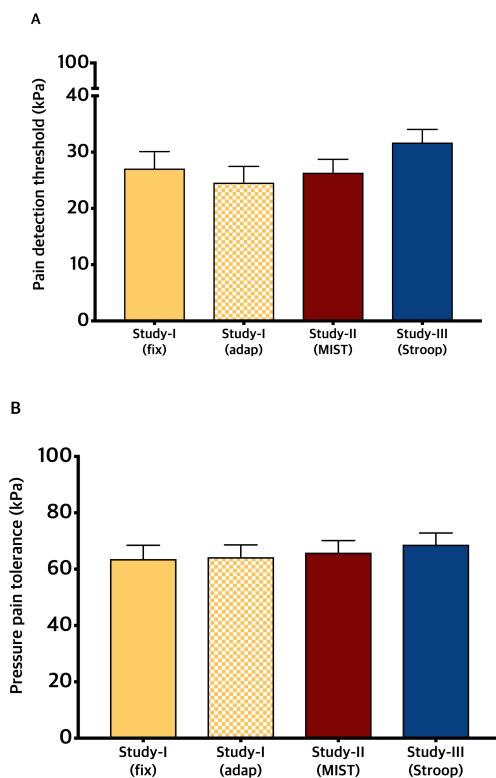 A
Pain detection threshold (kPa)
100
40
30
20
10
0
Study-I
(fix)
Study-I
(adap)
Study-II
(MIST)
Study-III
(Stroop)
B
Pressure pain tolerance (kPa)
100
80
60
40
20
0
Study-I
(fix)
Study-I
(adap)
Study-II
(MIST)
Study-III
(Stroop)